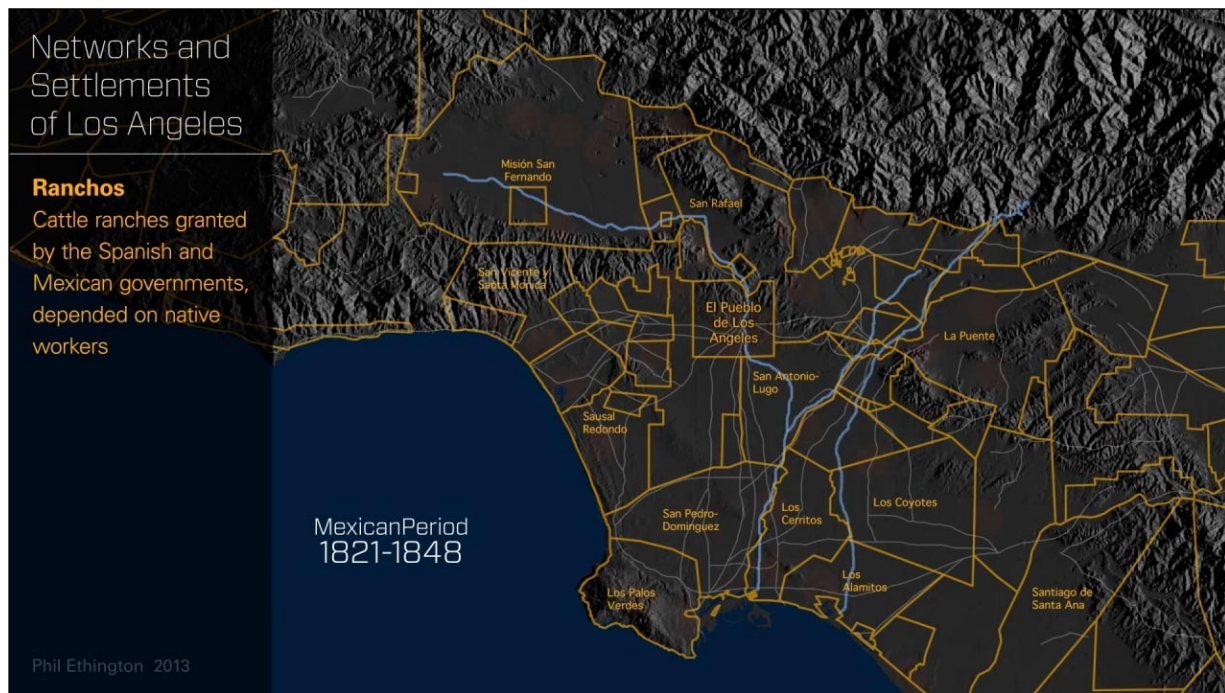 Networks and
Settlements
of Los Angeles
Ranchos
Cattle ranches granted
by the Spanish and
Mexican governments,
depended on native
workers
Misión San
Fernando
San Rafael
San Vicente y
Santa Monica
El Pueblo
de Los
Angeles
La Puente
San Antonio-
Lugo
Sausal
Redondo
San Pedro-
Dominguez
Los
Cerritos
Los Coyotes
MexicanPeriod
1821-1848
Los Palos
Verdes
Los
Alamitos
Santiago de
Santa Ana
Phil Ethington 2013